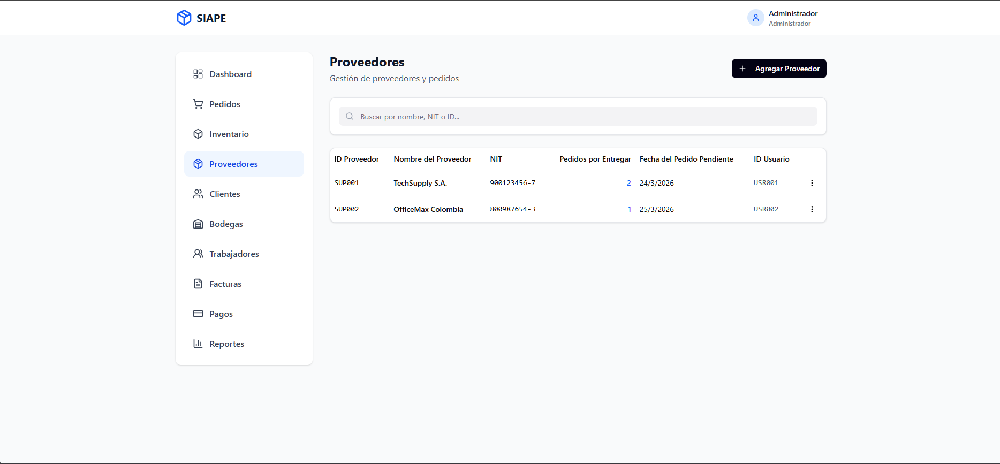 SIAPE
Administrador
Administrador
Dashboard
Pedidos
Inventario
Proveedores
Clientes
Bodegas
Trabajadores
Facturas
Pagos
Reportes
Proveedores
Gestión de proveedores y pedidos
Agregar Proveedor
Buscar por nombre, NIT o ID...
ID Proveedor Nombre del Proveedor NIT Pedidos por Entregar Fecha del Pedido Pendiente ID Usuario
SUP001 TechSupply S.A. 900123456-7 2 24/3/2026 USR001
SUP002 OfficeMax Colombia 800987654-3 1 25/3/2026 USR002